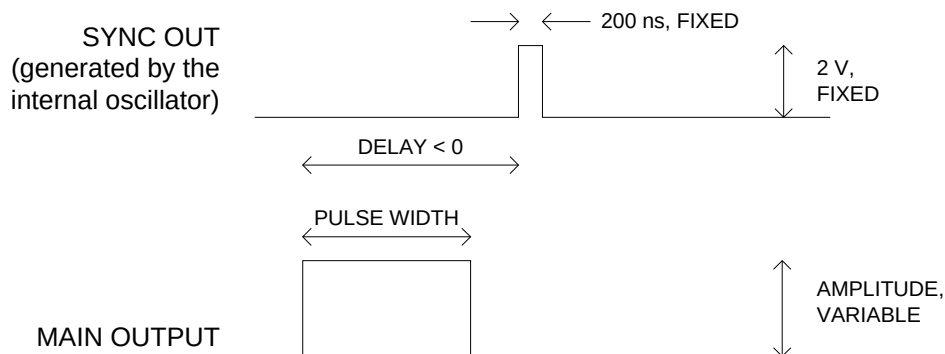 SYNC OUT
(generated by the
internal oscillator)
200 ns, FIXED
2 V,
FIXED
DELAY < 0
PULSE WIDTH
AMPLITUDE,
VARIABLE
MAIN OUTPUT